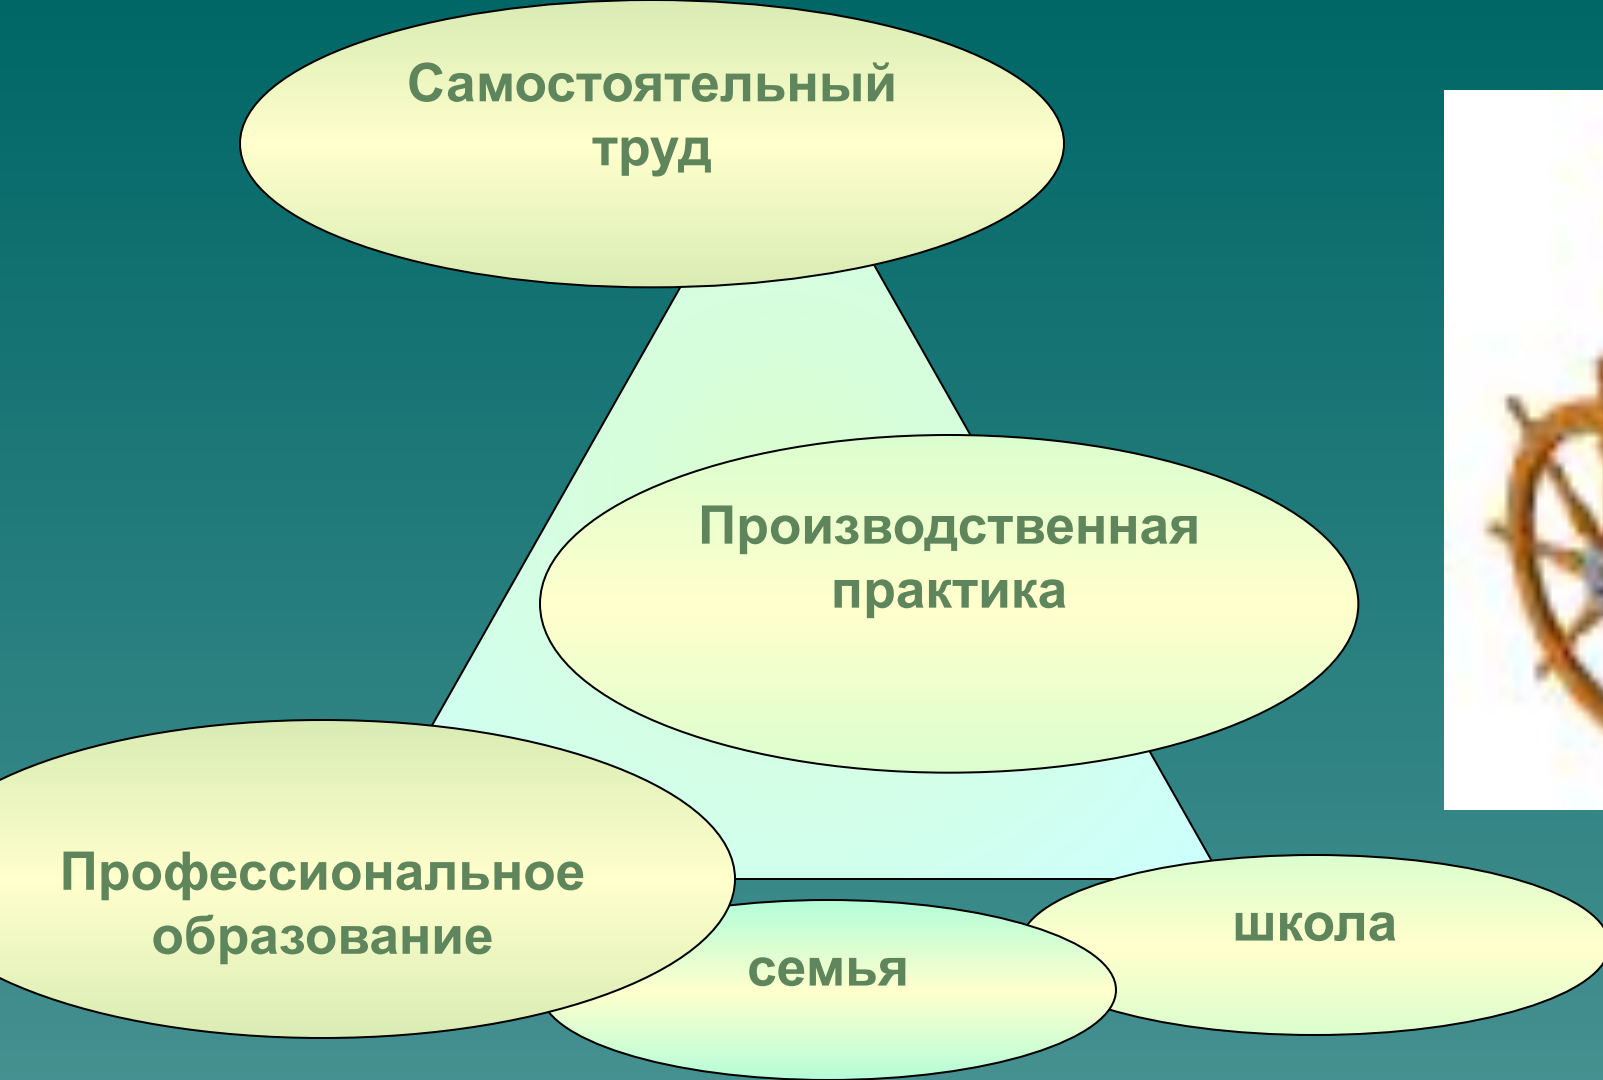 Самостоятельный
труд
Производственная
практика
Профессиональное
образование
семья
школа